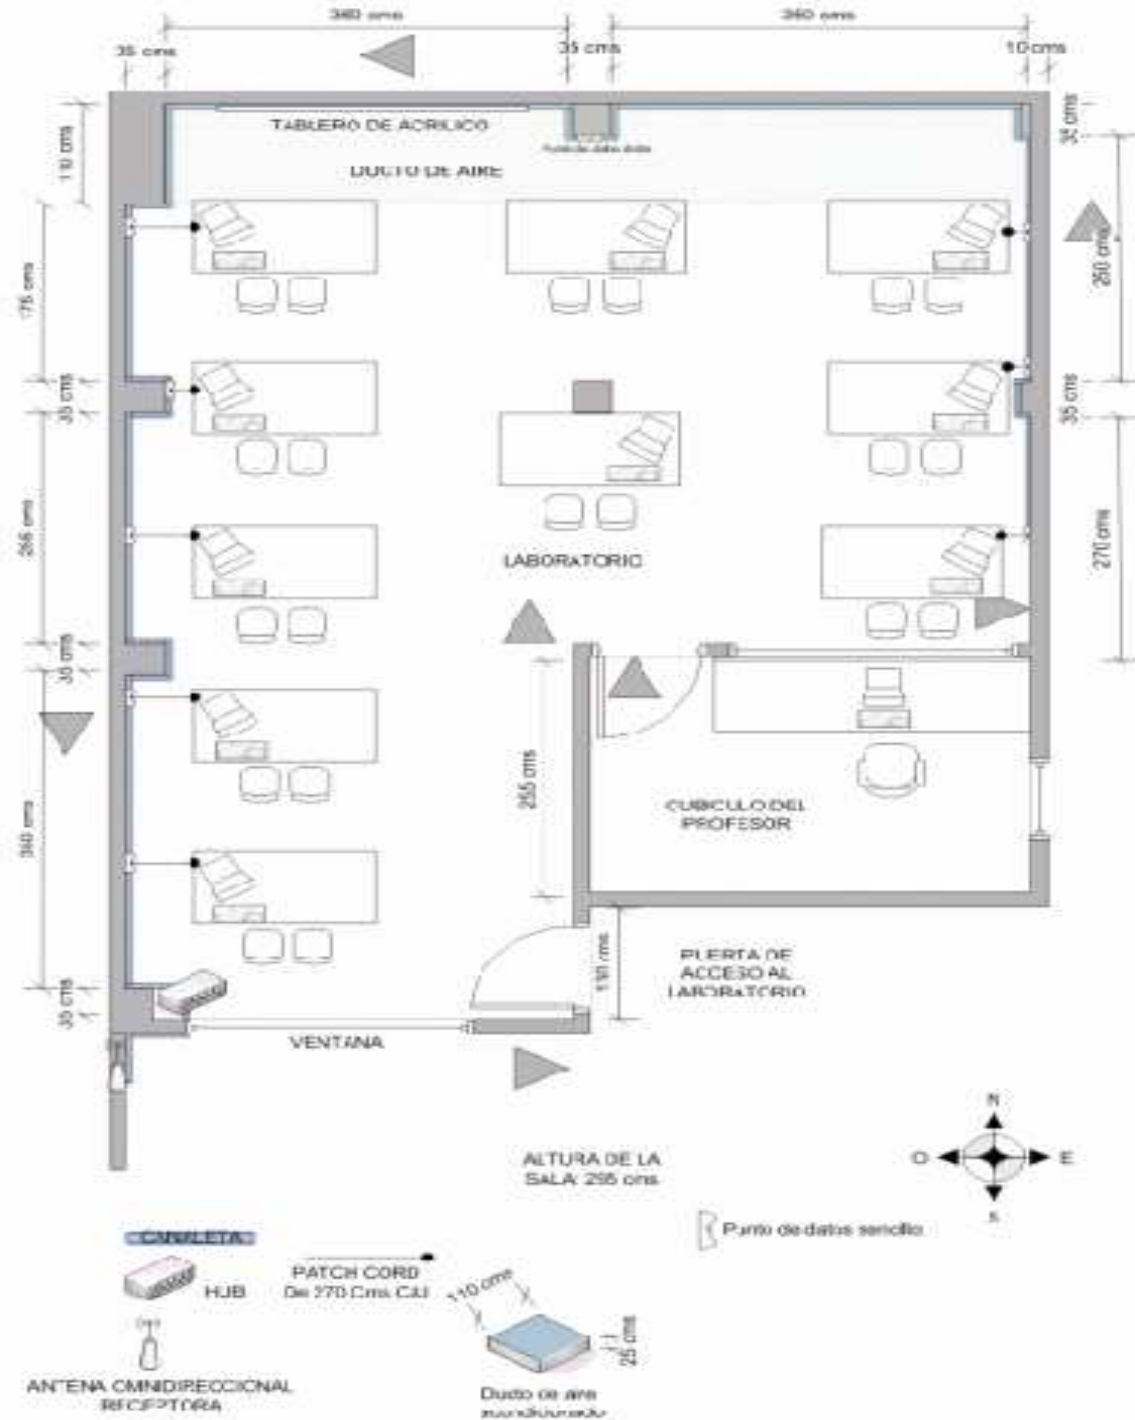 35 cms
35 cms
10 cms
110 cms
35 cms
TABLERO DE ACRILICO
DUCTO DE AIRE
175 cms
250 cms
35 cms
35 cms
270 cms
LABORATORIO
35 cms
255 cms
CUBICULO DEL
PROFESOR
PUERTA DE
ACCESO AL
LABORATORIO
35 cms
VENTANA
N
O
E
S
ALTURA DE LA
SALA: 295 cms
Punto de datos sencillo
CANALETA
HUB
PATCH CORD
De 270 Cms C/U
110 cms
25 cms
ANTENA OMNIDIRECCIONAL
RECEPTORA
Ducto de aire
acondicionado